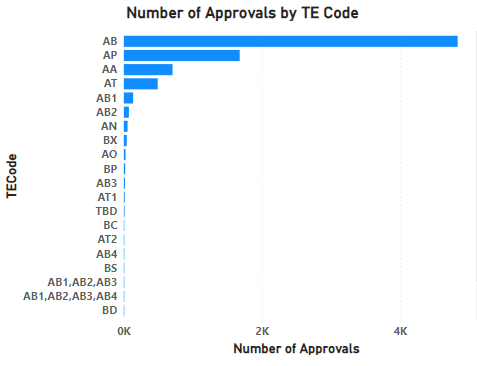 Number of Approvals by TE Code
TECode
AB
AP
AA
AT
AB1
AB2
AN
BX
AO
BP
AB3
AT1
TBD
BC
AT2
AB4
BS
AB1,AB2,AB3
AB1,AB2,AB3,AB4
BD
0K 2K 4K
Number of Approvals